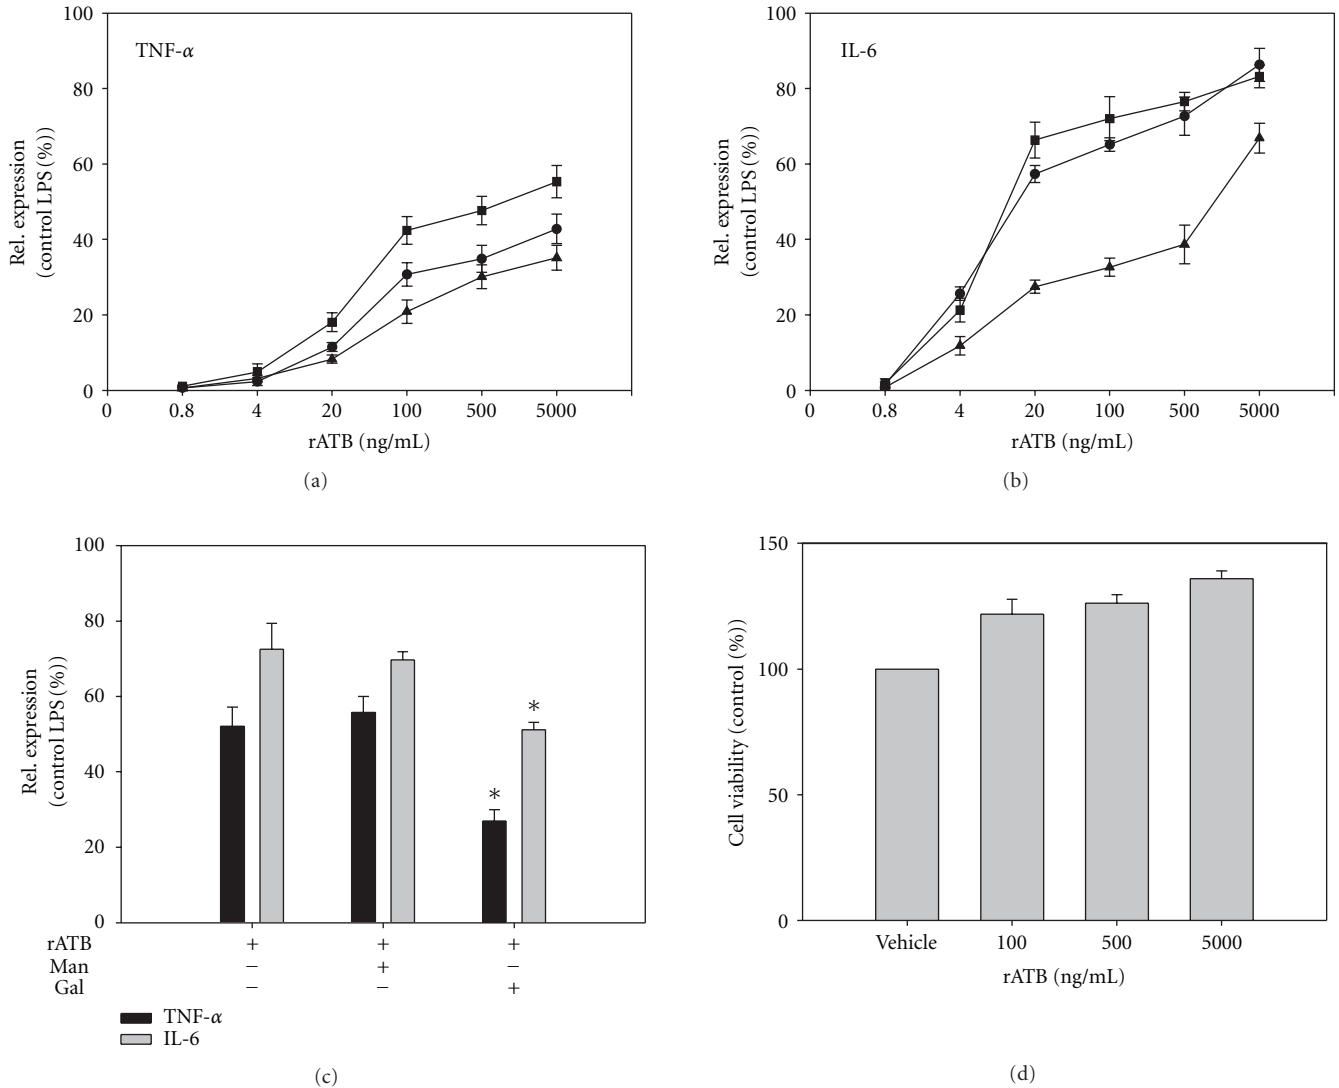 100
80
60
40
20
0
Rel. expression
(control LPS (%))
TNF-α
0 0.8 4 20 100 500 5000
rATB (ng/mL)
(a)
100
80
60
40
20
0
Rel. expression
(control LPS (%))
IL-6
0 0.8 4 20 100 500 5000
rATB (ng/mL)
(b)
100
80
60
40
20
0
Rel. expression
(control LPS (%))
* *
rATB + + +
Man − + −
Gal − − +
TNF-α
IL-6
(c)
150
100
50
0
Cell viability (control (%))
Vehicle 100 500 5000
rATB (ng/mL)
(d)